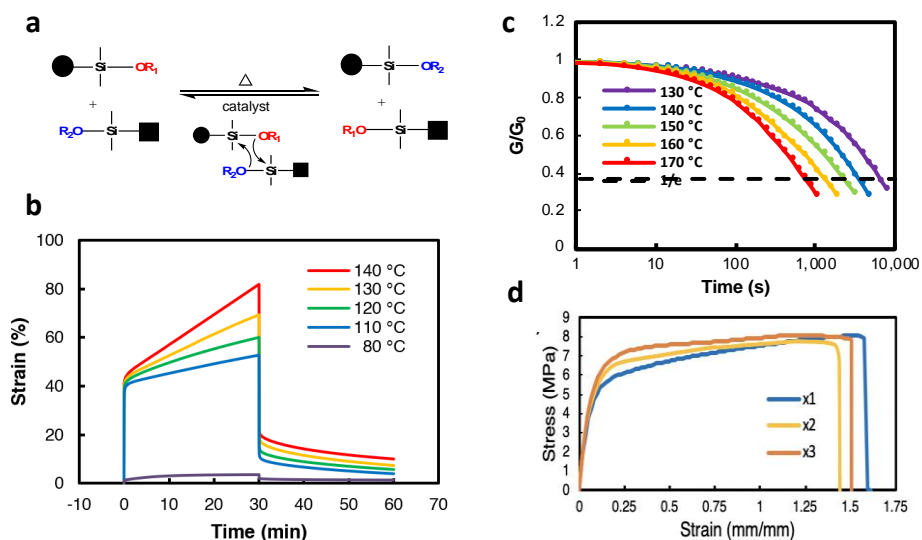 a
Si
OR1
+
R2O
Si
△
catalyst
Si
OR1
R2O
Si
Si
OR2
+
R1O
Si
b
100
80
60
40
20
0
-10 0 10 20 30 40 50 60 70
Strain (%)
Time (min)
140 °C
130 °C
120 °C
110 °C
80 °C
c
1.2
1
0.8
0.6
0.4
0.2
1 10 100 1,000 10,000
G/G0
Time (s)
130 °C
140 °C
150 °C
160 °C
170 °C
1/e
0
d
9
8
7
6
5
4
3
2
1
0
0 0.25 0.5 0.75 1 1.25 1.5 1.75
Stress (MPa)
Strain (mm/mm)
x1
x2
x3